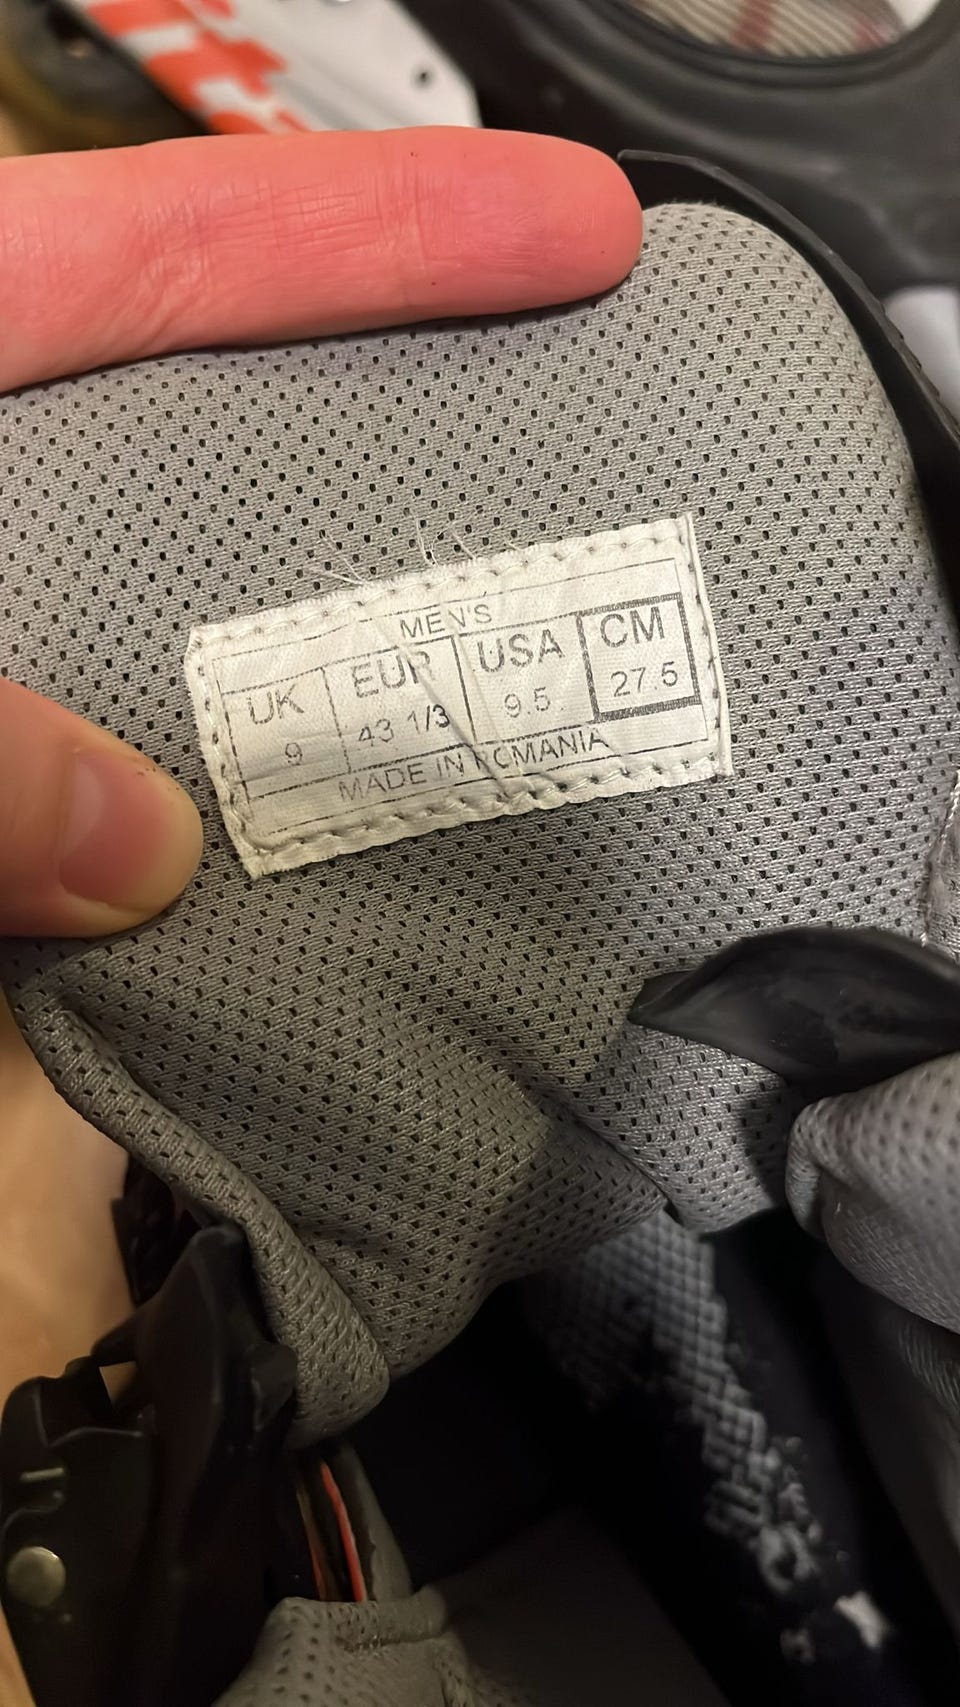 MEN'S
UK EUR USA CM
9 43 1/3 9.5 27.5
MADE IN ROMANIA